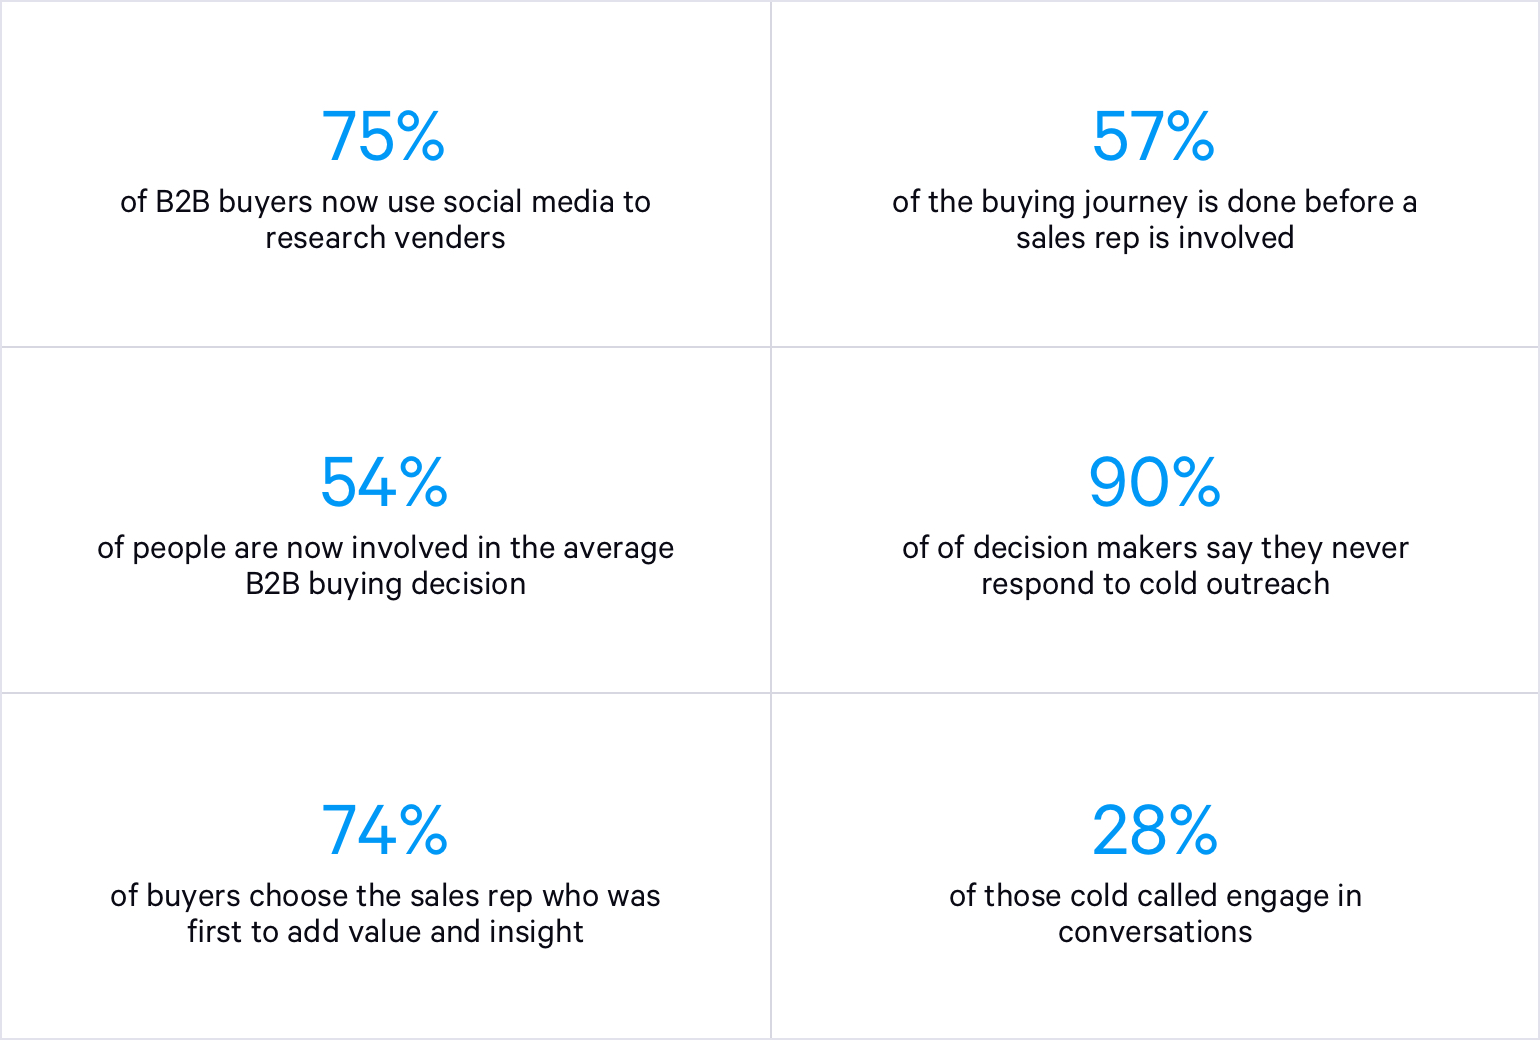 75%
of B2B buyers now use social media to
research venders
57%
of the buying journey is done before a
sales rep is involved
54%
of people are now involved in the average
B2B buying decision
90%
of of decision makers say they never
respond to cold outreach
74%
of buyers choose the sales rep who was
first to add value and insight
28%
of those cold called engage in
conversations